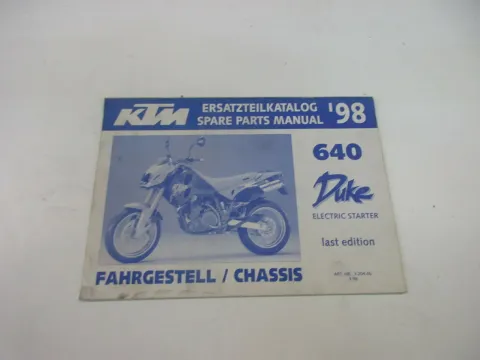 KTM
ERSATZTEILKATALOG
SPARE PARTS MANUAL
'98
640
Duke
ELECTRIC STARTER
last edition
FAHRGESTELL / CHASSIS